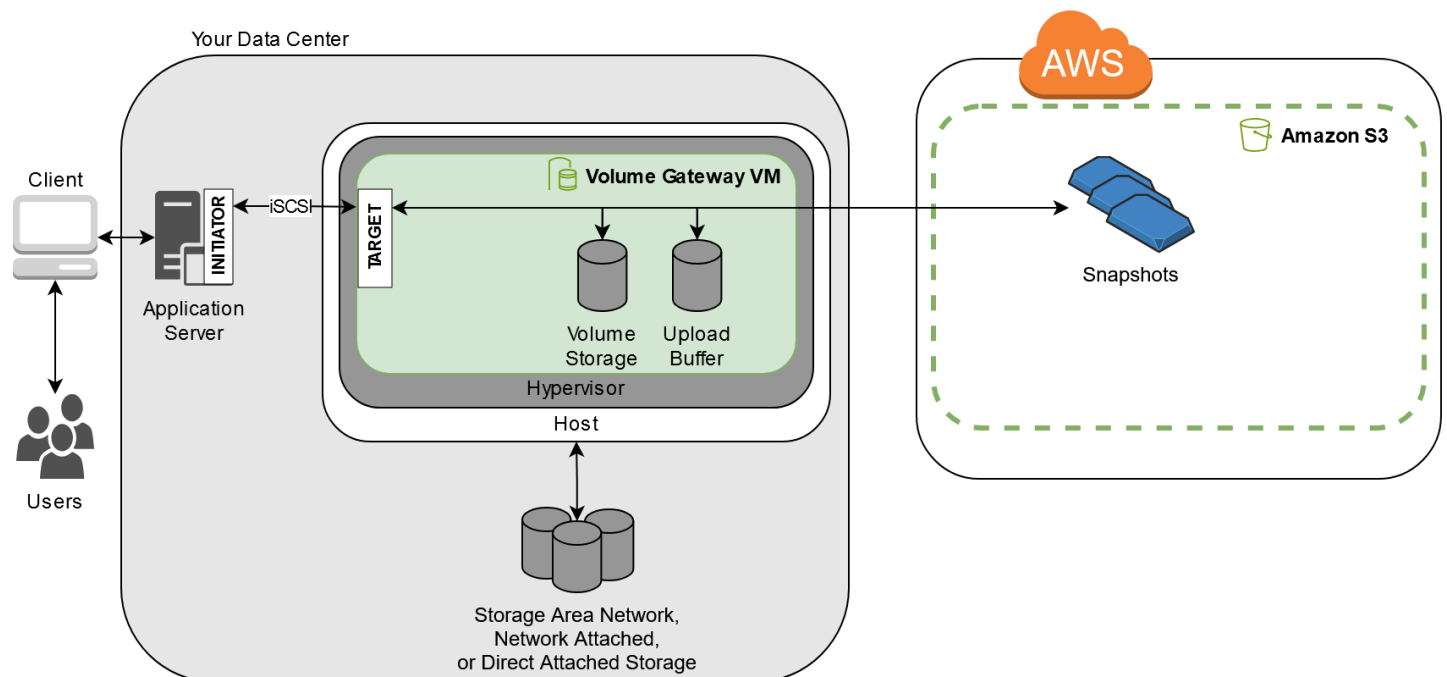 Your Data Center
AWS
Amazon S3
Client
INITIATOR
iSCSI
TARGET
Volume Gateway VM
Snapshots
Application
Server
Volume
Storage
Upload
Buffer
Hypervisor
Host
Users
Storage Area Network,
Network Attached,
or Direct Attached Storage